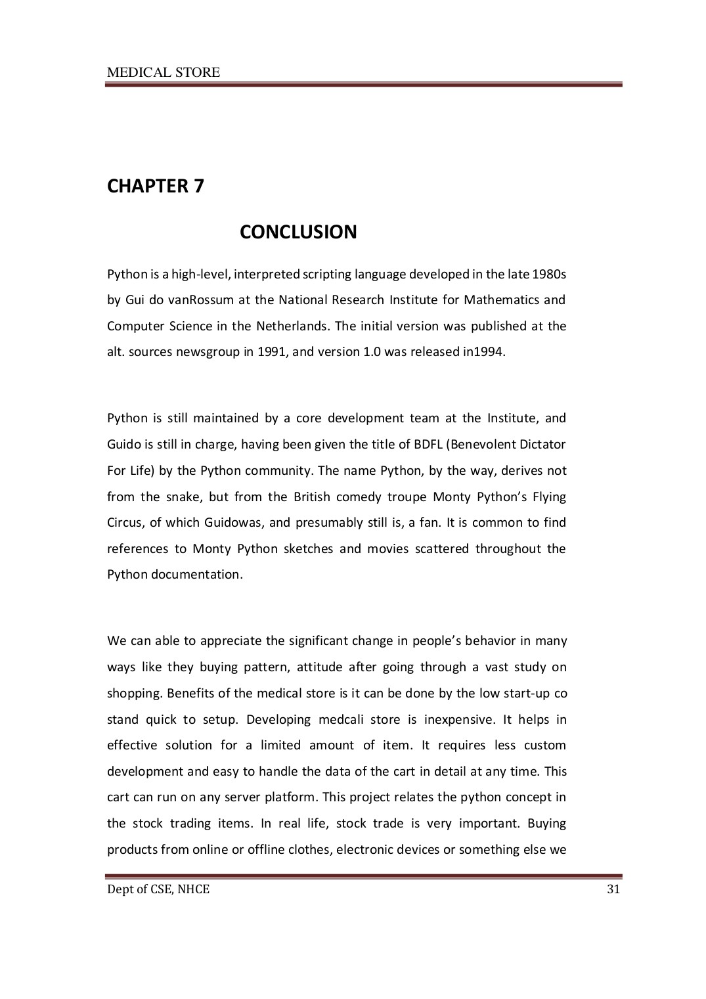 MEDICAL STORE
CHAPTER 7
CONCLUSION
Python is a high-level, interpreted scripting language developed in the late 1980s
by Gui do vanRossum at the National Research Institute for Mathematics and
Computer Science in the Netherlands. The initial version was published at the
alt. sources newsgroup in 1991, and version 1.0 was released in1994.
Python is still maintained by a core development team at the Institute, and
Guido is still in charge, having been given the title of BDFL (Benevolent Dictator
For Life) by the Python community. The name Python, by the way, derives not
from the snake, but from the British comedy troupe Monty Python’s Flying
Circus, of which Guidowas, and presumably still is, a fan. It is common to find
references to Monty Python sketches and movies scattered throughout the
Python documentation.
We can able to appreciate the significant change in people’s behavior in many
ways like they buying pattern, attitude after going through a vast study on
shopping. Benefits of the medical store is it can be done by the low start-up co
stand quick to setup. Developing medcali store is inexpensive. It helps in
effective solution for a limited amount of item. It requires less custom
development and easy to handle the data of the cart in detail at any time. This
cart can run on any server platform. This project relates the python concept in
the stock trading items. In real life, stock trade is very important. Buying
products from online or offline clothes, electronic devices or something else we
Dept of CSE, NHCE 31